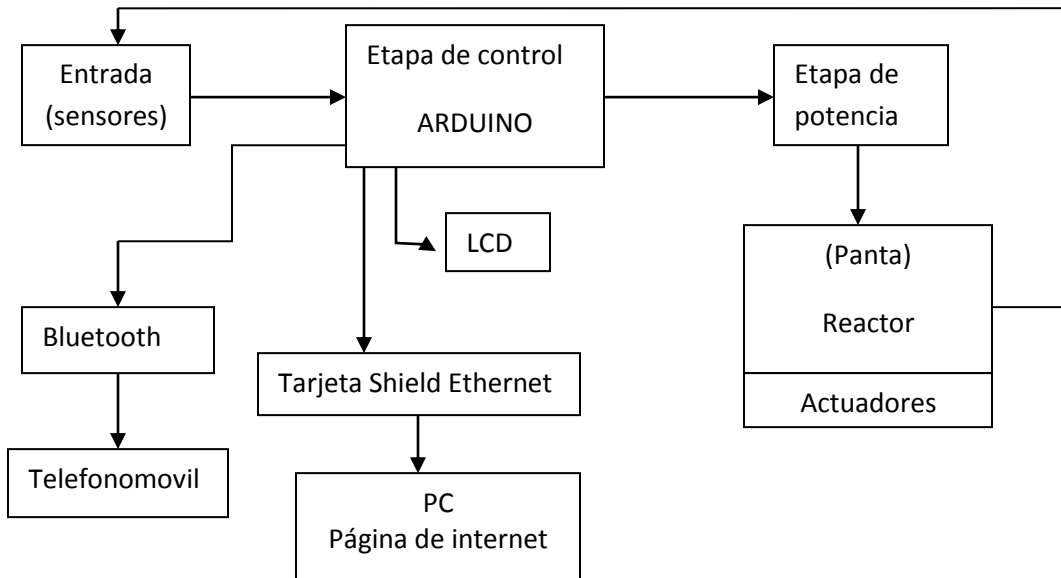 Entrada
(sensores)
Etapa de control
ARDUINO
Etapa de
potencia
LCD
(Panta)
Reactor
Actuadores
Bluetooth
Tarjeta Shield Ethernet
Telefonomovil
PC
Página de internet